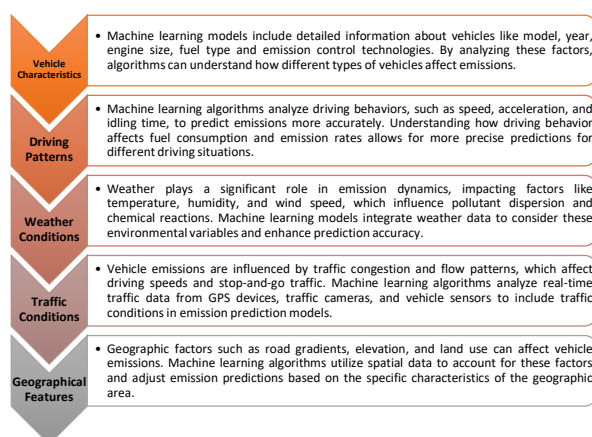 Vehicle
Characteristics
• Machine learning models include detailed information about vehicles like model, year,
engine size, fuel type and emission control technologies. By analyzing these factors,
algorithms can understand how different types of vehicles affect emissions.
Driving
Patterns
• Machine learning algorithms analyze driving behaviors, such as speed, acceleration, and
idling time, to predict emissions more accurately. Understanding how driving behavior
affects fuel consumption and emission rates allows for more precise predictions for
different driving situations.
Weather
Conditions
• Weather plays a significant role in emission dynamics, impacting factors like
temperature, humidity, and wind speed, which influence pollutant dispersion and
chemical reactions. Machine learning models integrate weather data to consider these
environmental variables and enhance prediction accuracy.
Traffic
Conditions
• Vehicle emissions are influenced by traffic congestion and flow patterns, which affect
driving speeds and stop-and-go traffic. Machine learning algorithms analyze real-time
traffic data from GPS devices, traffic cameras, and vehicle sensors to include traffic
conditions in emission prediction models.
Geographical
Features
• Geographic factors such as road gradients, elevation, and land use can affect vehicle
emissions. Machine learning algorithms utilize spatial data to account for these factors
and adjust emission predictions based on the specific characteristics of the geographic
area.